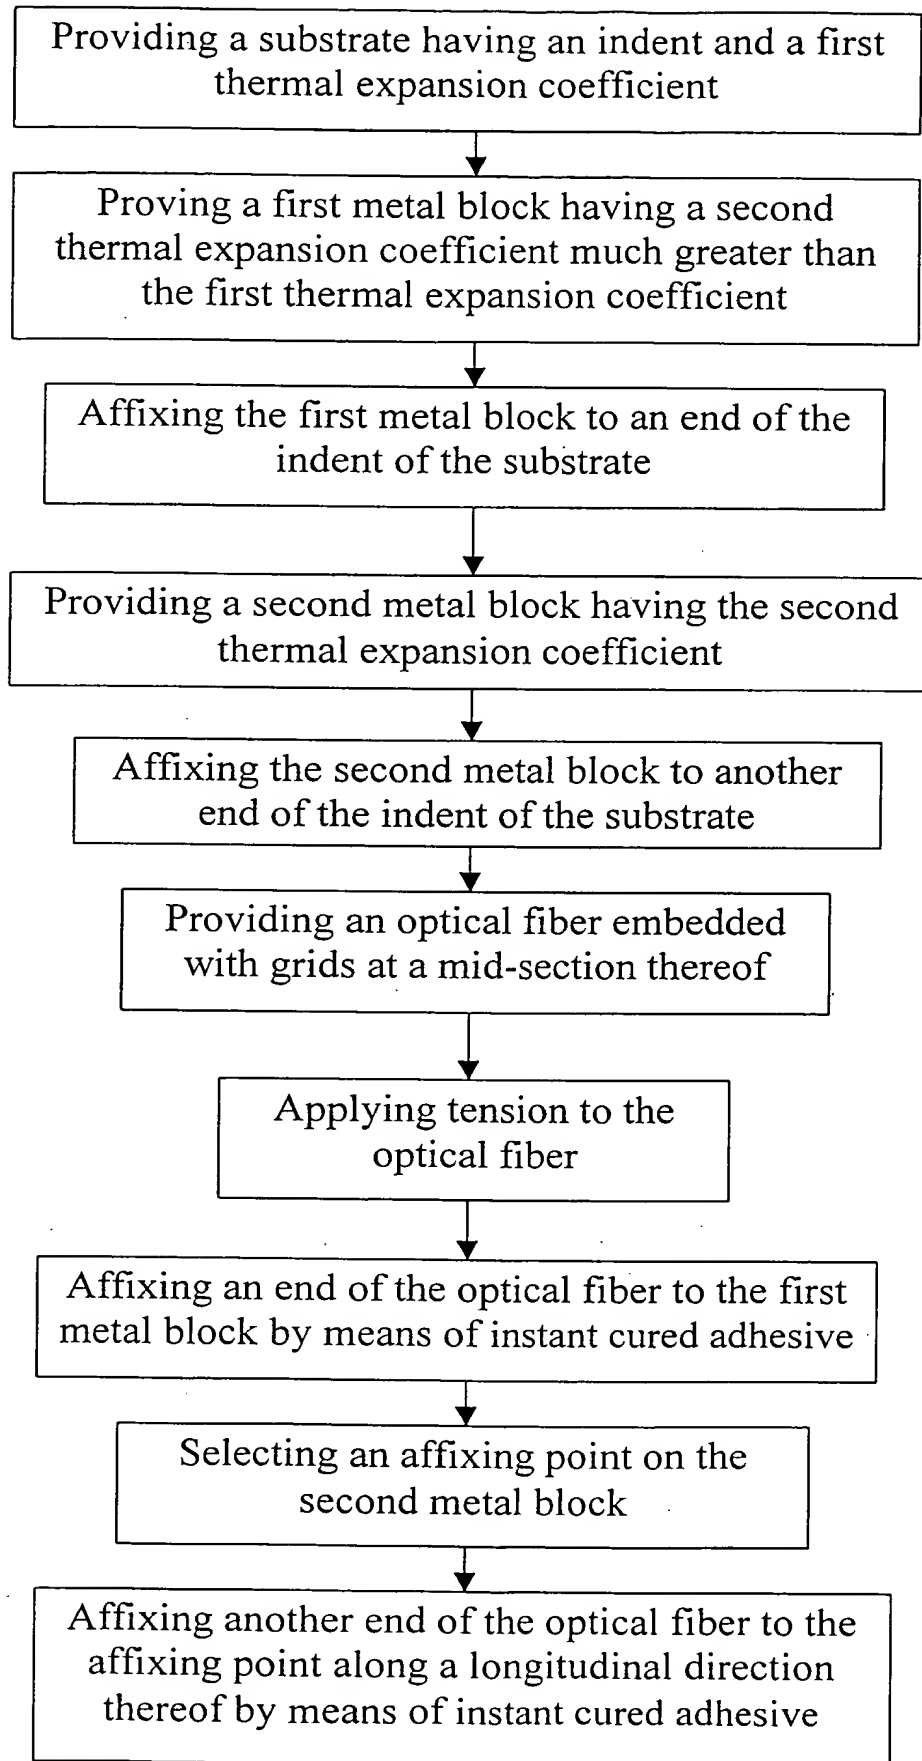 Providing a substrate having an indent and a first
thermal expansion coefficient
Proving a first metal block having a second
thermal expansion coefficient much greater than
the first thermal expansion coefficient
Affixing the first metal block to an end of the
indent of the substrate
Providing a second metal block having the second
thermal expansion coefficient
Affixing the second metal block to another
end of the indent of the substrate
Providing an optical fiber embedded
with grids at a mid-section thereof
Applying tension to the
optical fiber
Affixing an end of the optical fiber to the first
metal block by means of instant cured adhesive
Selecting an affixing point on the
second metal block
Affixing another end of the optical fiber to the
affixing point along a longitudinal direction
thereof by means of instant cured adhesive